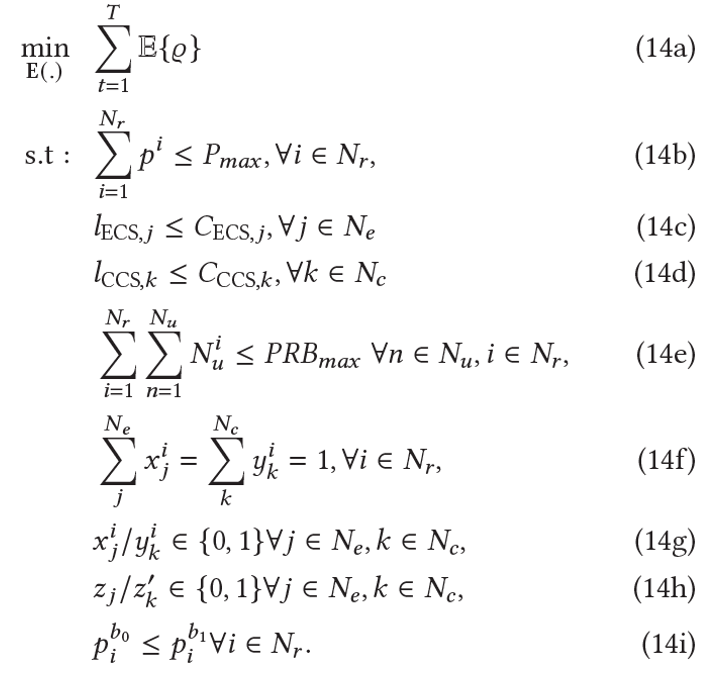 min_{E(.)} ∑_{t=1}^{T} 𝔼{ϱ} (14a)
s.t : ∑_{i=1}^{N_r} p^i ≤ P_{max}, ∀i ∈ N_r, (14b)
l_{ECS,j} ≤ C_{ECS,j}, ∀j ∈ N_e (14c)
l_{CCS,k} ≤ C_{CCS,k}, ∀k ∈ N_c (14d)
∑_{i=1}^{N_r} ∑_{n=1}^{N_u} N_u^i ≤ PRB_{max} ∀n ∈ N_u, i ∈ N_r, (14e)
∑_{j}^{N_e} x_j^i = ∑_{k}^{N_c} y_k^i = 1, ∀i ∈ N_r, (14f)
x_j^i/y_k^i ∈ {0, 1}∀j ∈ N_e, k ∈ N_c, (14g)
z_j/z_k′ ∈ {0, 1}∀j ∈ N_e, k ∈ N_c, (14h)
p_i^{b_0} ≤ p_i^{b_1}∀i ∈ N_r. (14i)